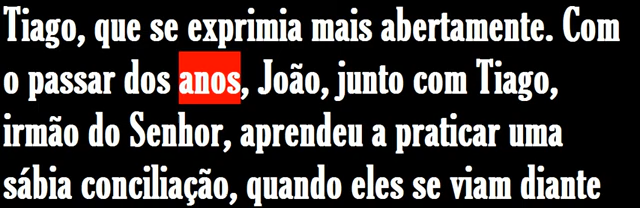 Tiago, que se exprimia mais abertamente. Com
o passar dos anos, João, junto com Tiago,
irmão do Senhor, aprendeu a praticar uma
sábia conciliação, quando eles se viam diante